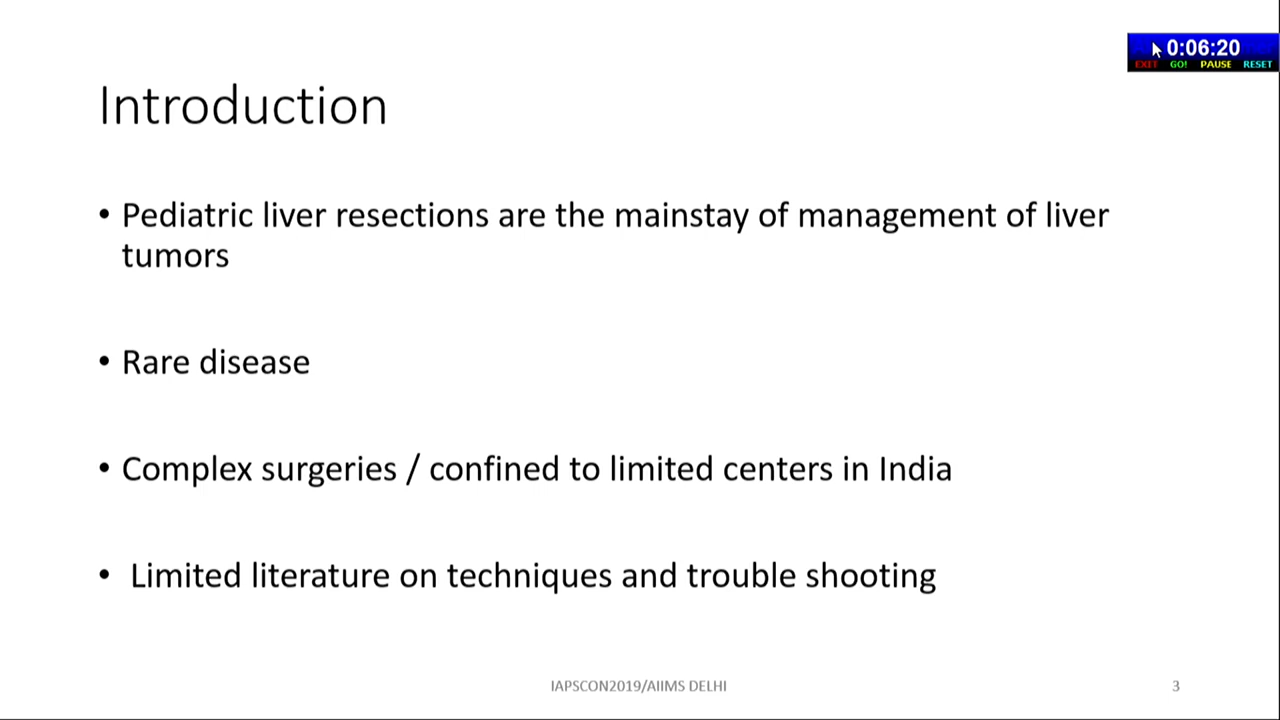 0:06:20
EXIT GO! PAUSE RESET
Introduction
• Pediatric liver resections are the mainstay of management of liver
tumors
• Rare disease
• Complex surgeries / confined to limited centers in India
• Limited literature on techniques and trouble shooting
IAPSCON2019/AIIMS DELHI
3